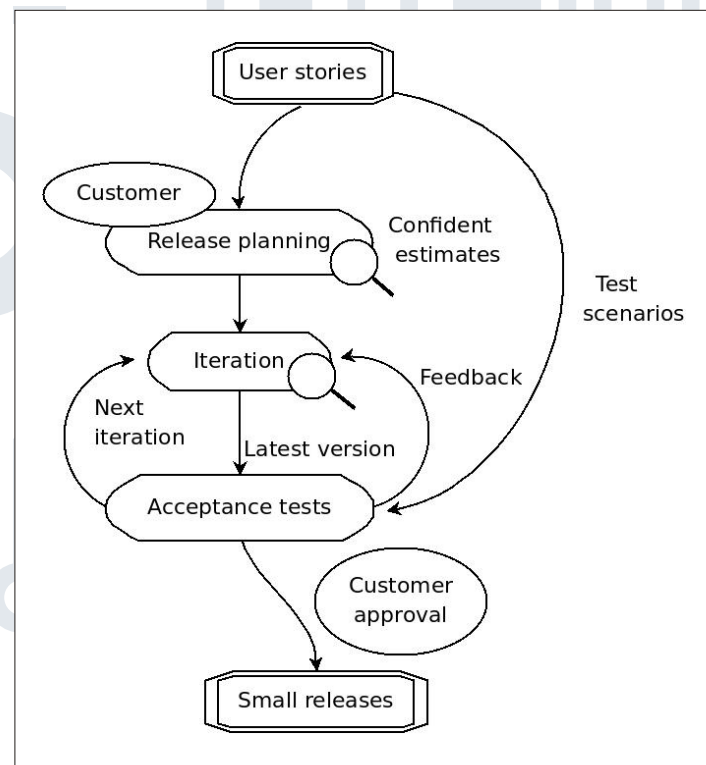 User stories
Customer
Release planning
Confident
estimates
Test
scenarios
Iteration
Feedback
Next
iteration
Latest version
Acceptance tests
Customer
approval
Small releases